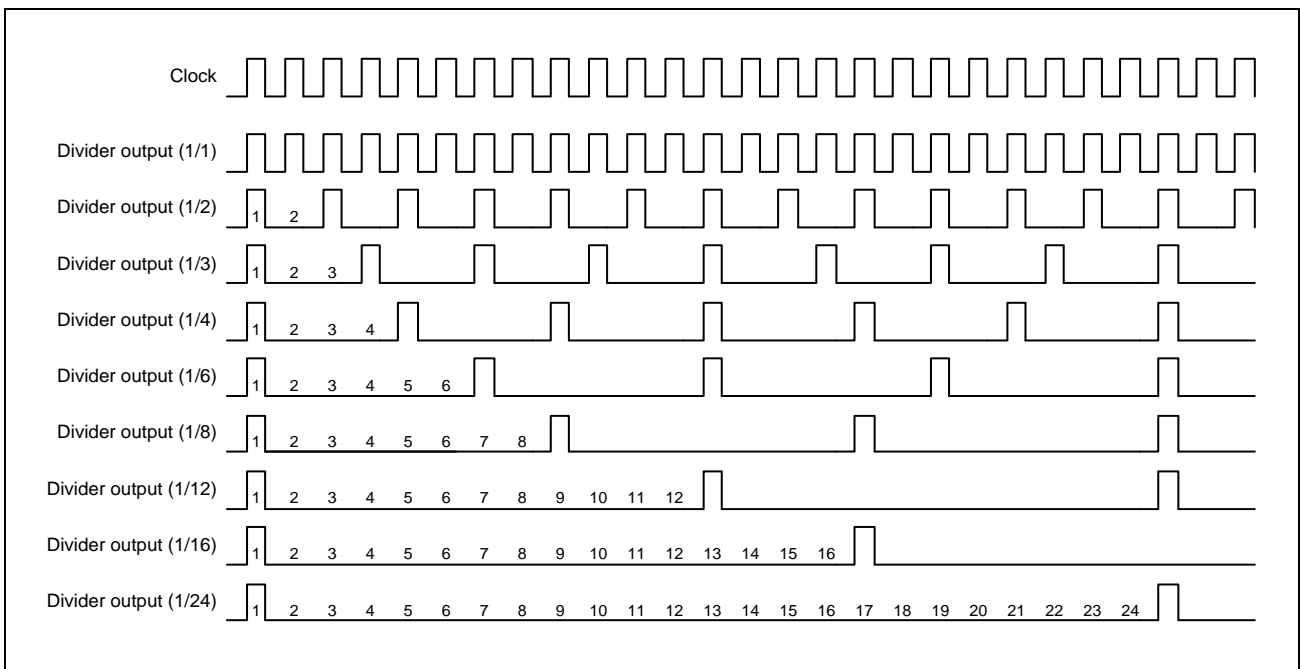 Clock
Divider output (1/1)
Divider output (1/2) 1 2
Divider output (1/3) 1 2 3
Divider output (1/4) 1 2 3 4
Divider output (1/6) 1 2 3 4 5 6
Divider output (1/8) 1 2 3 4 5 6 7 8
Divider output (1/12) 1 2 3 4 5 6 7 8 9 10 11 12
Divider output (1/16) 1 2 3 4 5 6 7 8 9 10 11 12 13 14 15 16
Divider output (1/24) 1 2 3 4 5 6 7 8 9 10 11 12 13 14 15 16 17 18 19 20 21 22 23 24